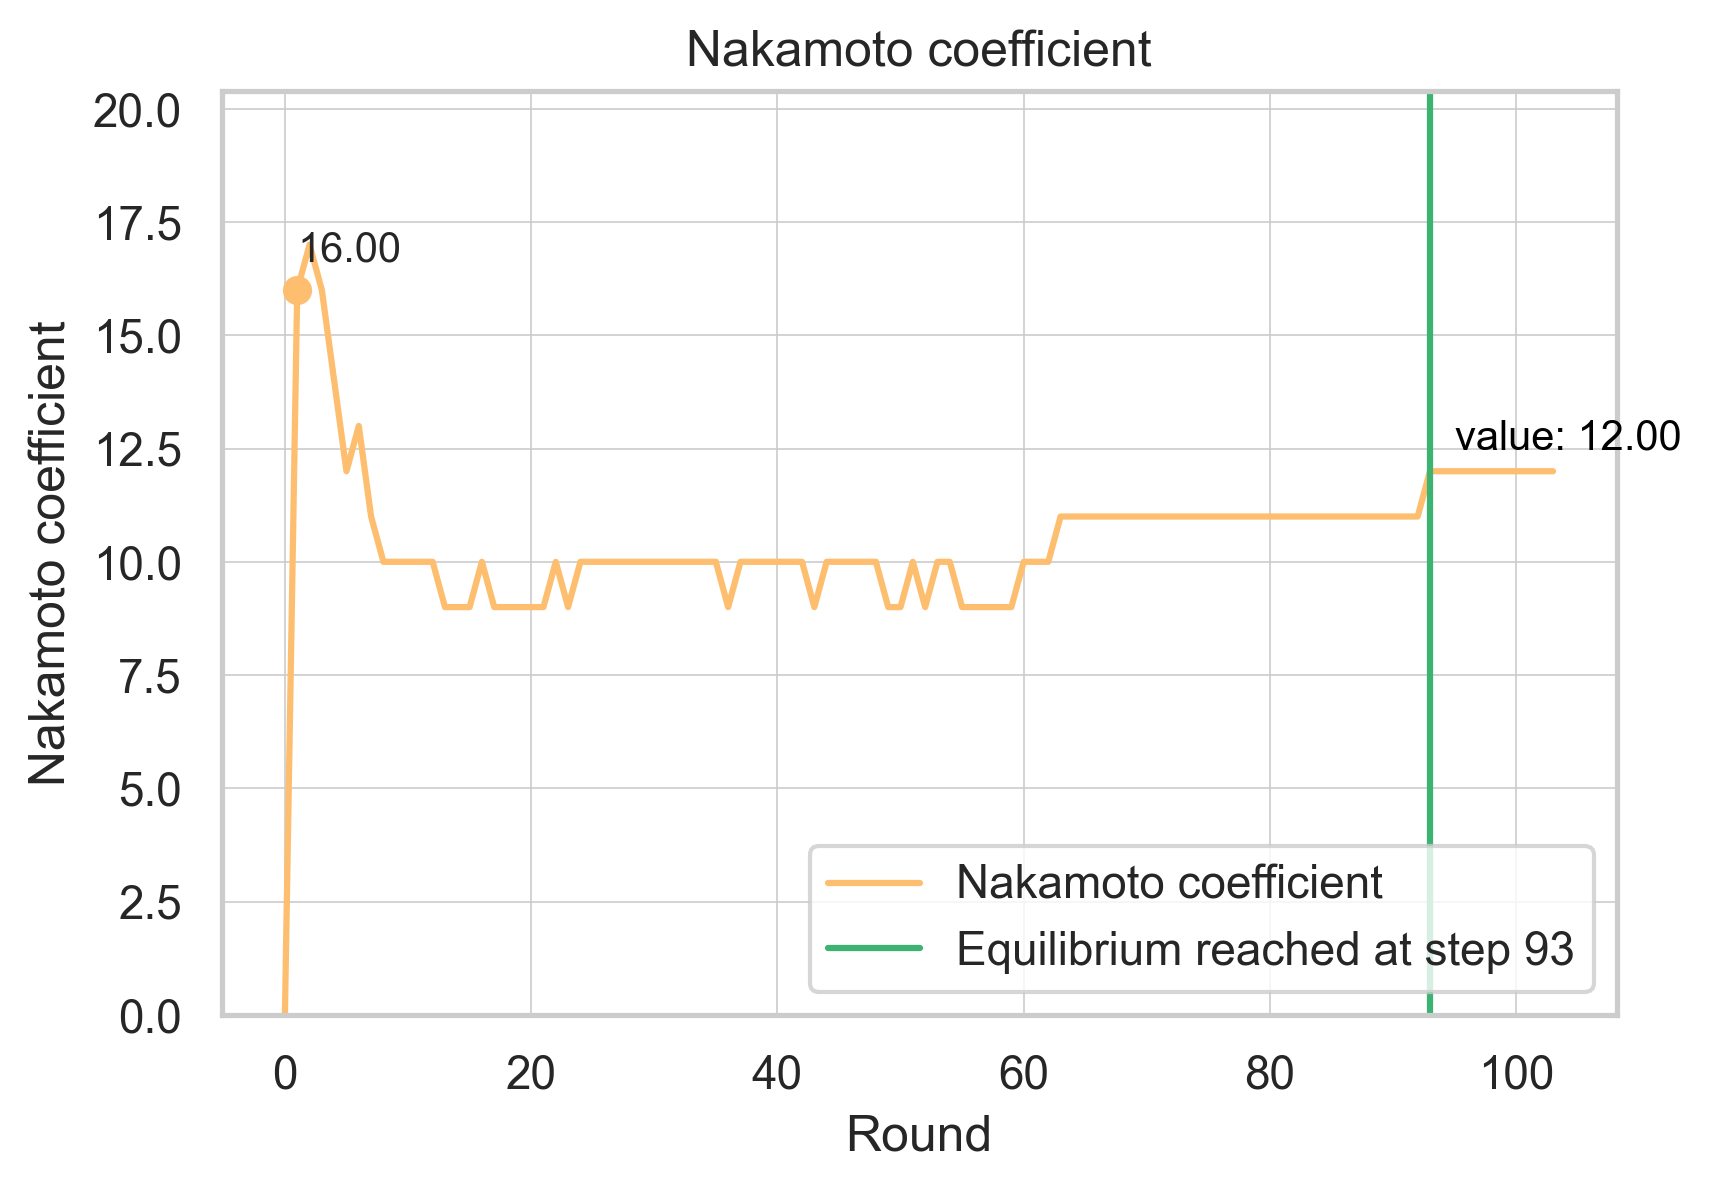 Nakamoto coefficient
Nakamoto coefficient
20.0
17.5
15.0
12.5
10.0
7.5
5.0
2.5
0.0
16.00
value: 12.00
Nakamoto coefficient
Equilibrium reached at step 93
0 20 40 60 80 100
Round